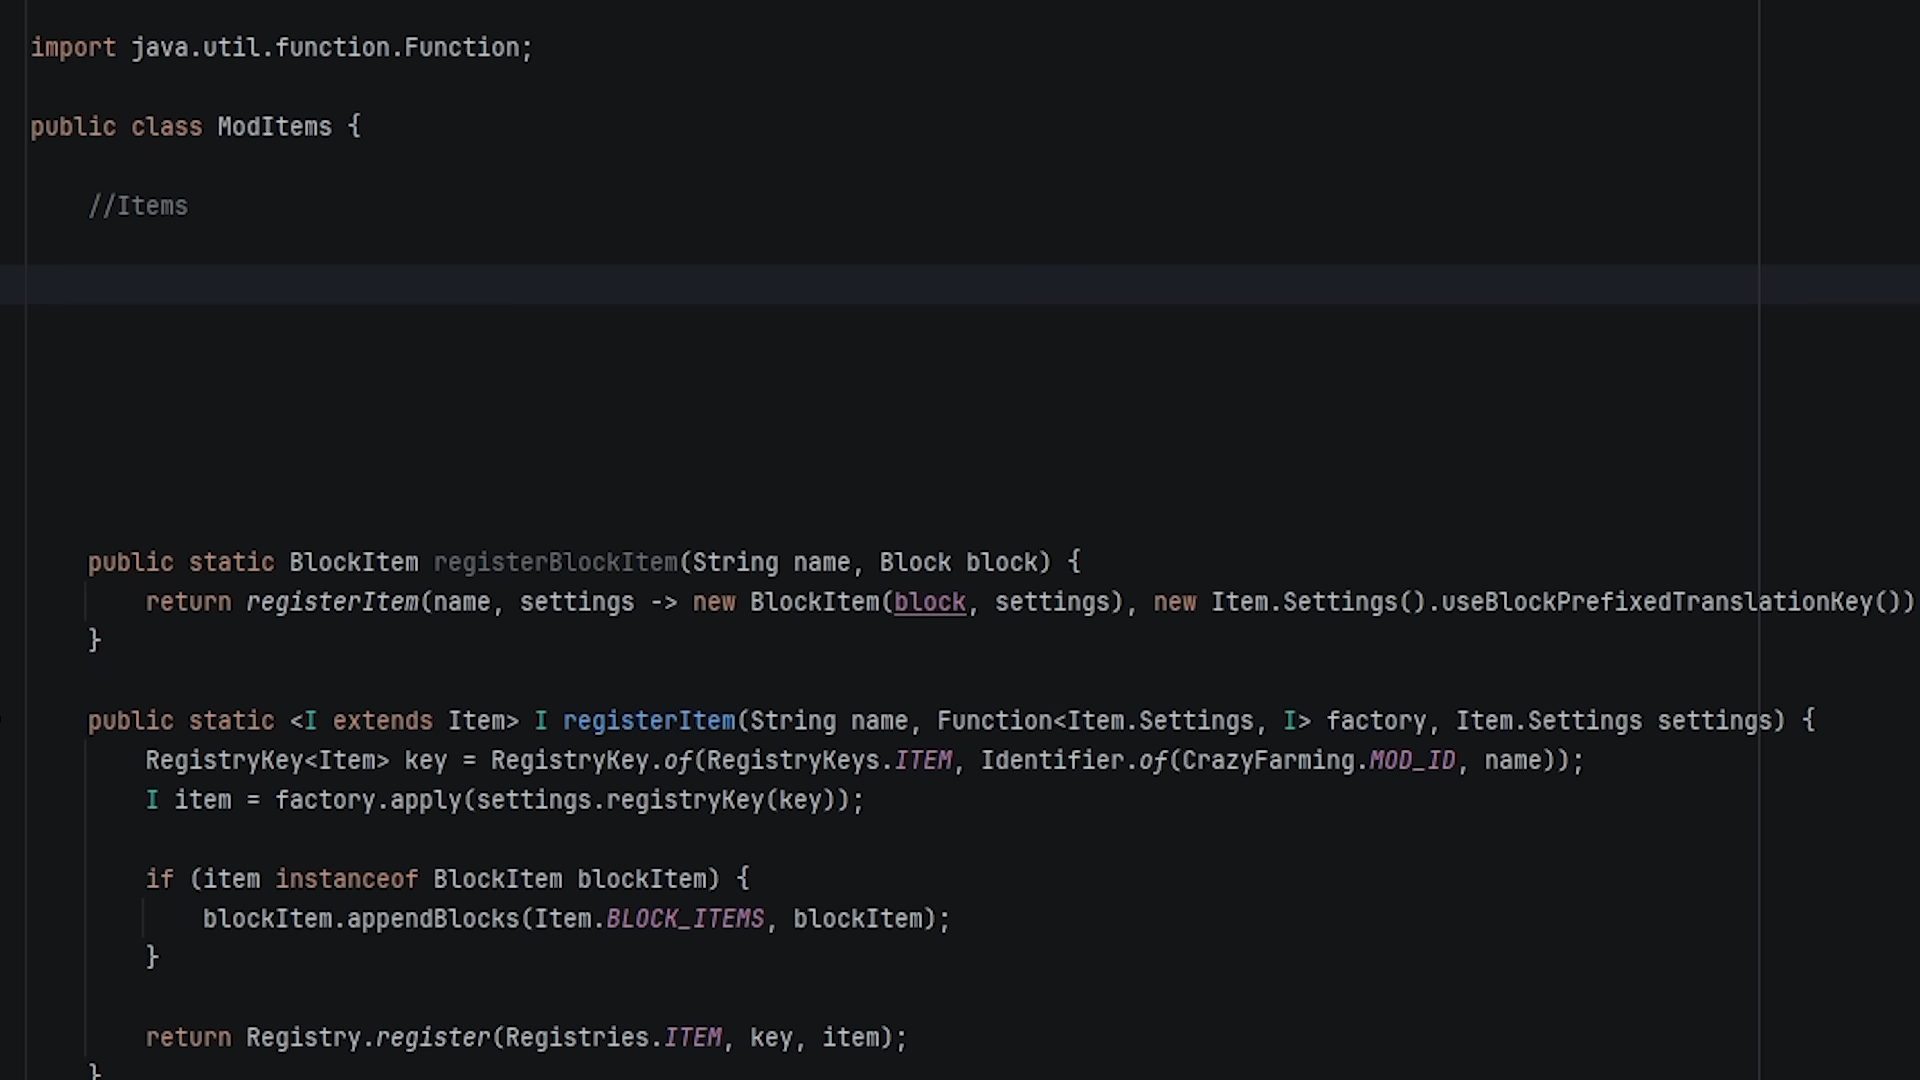 import java.util.function.Function;
public class ModItems {
//Items
public static BlockItem registerBlockItem(String name, Block block) {
return registerItem(name, settings -> new BlockItem(block, settings), new Item.Settings().useBlockPrefixedTranslationKey())
}
public static <I extends Item> I registerItem(String name, Function<Item.Settings, I> factory, Item.Settings settings) {
RegistryKey<Item> key = RegistryKey.of(RegistryKeys.ITEM, Identifier.of(CrazyFarming.MOD_ID, name));
I item = factory.apply(settings.registryKey(key));
if (item instanceof BlockItem blockItem) {
blockItem.appendBlocks(Item.BLOCK_ITEMS, blockItem);
}
return Registry.register(Registries.ITEM, key, item);
}